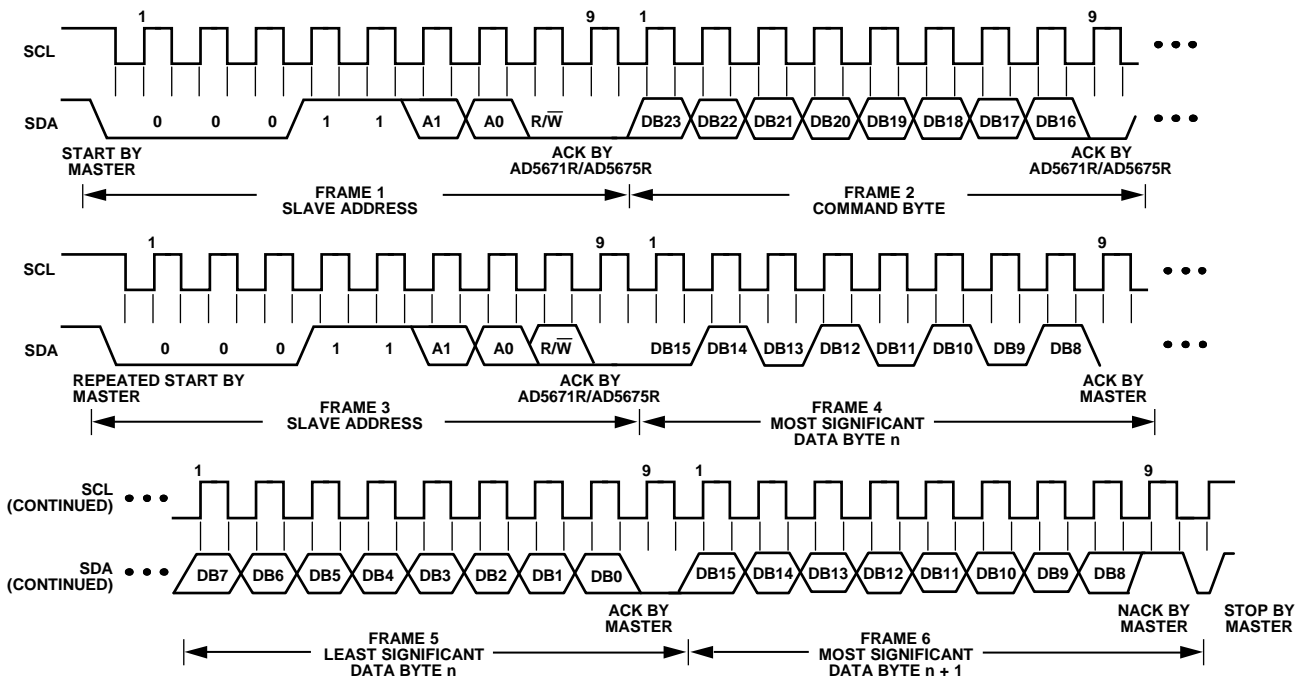 1 9 1 9
SCL
SDA 0 0 0 1 1 A1 A0 R/W̅ DB23 DB22 DB21 DB20 DB19 DB18 DB17 DB16
START BY
MASTER
ACK BY
AD5671R/AD5675R
ACK BY
AD5671R/AD5675R
FRAME 1
SLAVE ADDRESS
FRAME 2
COMMAND BYTE
1 9 1 9
SCL
SDA 0 0 0 1 1 A1 A0 R/W̅ DB15 DB14 DB13 DB12 DB11 DB10 DB9 DB8
REPEATED START BY
MASTER
ACK BY
AD5671R/AD5675R
ACK BY
MASTER
FRAME 3
SLAVE ADDRESS
FRAME 4
MOST SIGNIFICANT
DATA BYTE n
1 9 1 9
SCL
(CONTINUED)
SDA
(CONTINUED)
DB7 DB6 DB5 DB4 DB3 DB2 DB1 DB0 DB15 DB14 DB13 DB12 DB11 DB10 DB9 DB8
ACK BY
MASTER
NACK BY
MASTER
STOP BY
MASTER
FRAME 5
LEAST SIGNIFICANT
DATA BYTE n
FRAME 6
MOST SIGNIFICANT
DATA BYTE n + 1